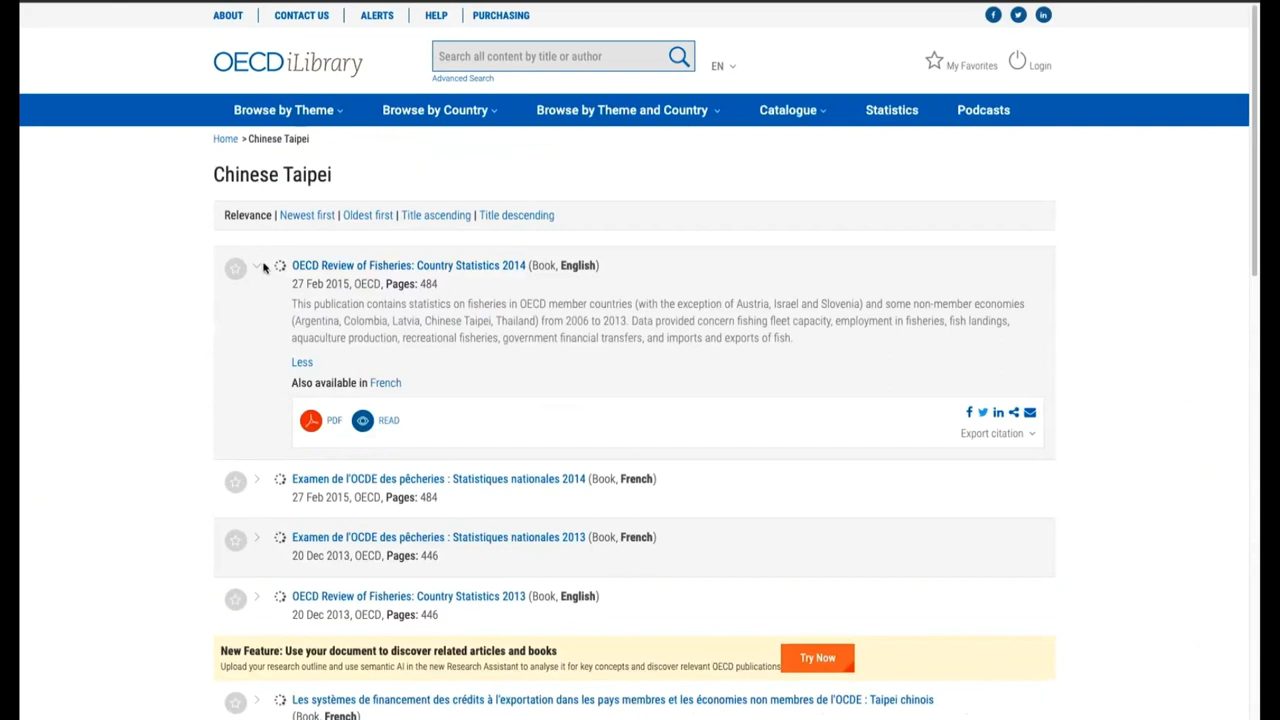 ABOUT CONTACT US ALERTS HELP PURCHASING
OECD iLibrary
Search all content by title or author
Advanced Search
EN
My Favorites
Login
Browse by Theme Browse by Country Browse by Theme and Country Catalogue Statistics Podcasts
Home > Chinese Taipei
Chinese Taipei
Relevance | Newest first | Oldest first | Title ascending | Title descending
OECD Review of Fisheries: Country Statistics 2014 (Book, English)
27 Feb 2015, OECD, Pages: 484
This publication contains statistics on fisheries in OECD member countries (with the exception of Austria, Israel and Slovenia) and some non-member economies
(Argentina, Colombia, Latvia, Chinese Taipei, Thailand) from 2006 to 2013. Data provided concern fishing fleet capacity, employment in fisheries, fish landings,
aquaculture production, recreational fisheries, government financial transfers, and imports and exports of fish.
Less
Also available in French
PDF READ
Export citation
Examen de l'OCDE des pêcheries : Statistiques nationales 2014 (Book, French)
27 Feb 2015, OECD, Pages: 484
Examen de l'OCDE des pêcheries : Statistiques nationales 2013 (Book, French)
20 Dec 2013, OECD, Pages: 446
OECD Review of Fisheries: Country Statistics 2013 (Book, English)
20 Dec 2013, OECD, Pages: 446
New Feature: Use your document to discover related articles and books
Upload your research outline and use semantic AI in the new Research Assistant to analyse it for key concepts and discover relevant OECD publications
Try Now
Les systèmes de financement des crédits à l'exportation dans les pays membres et les économies non membres de l'OCDE : Taipei chinois
(Book, French)